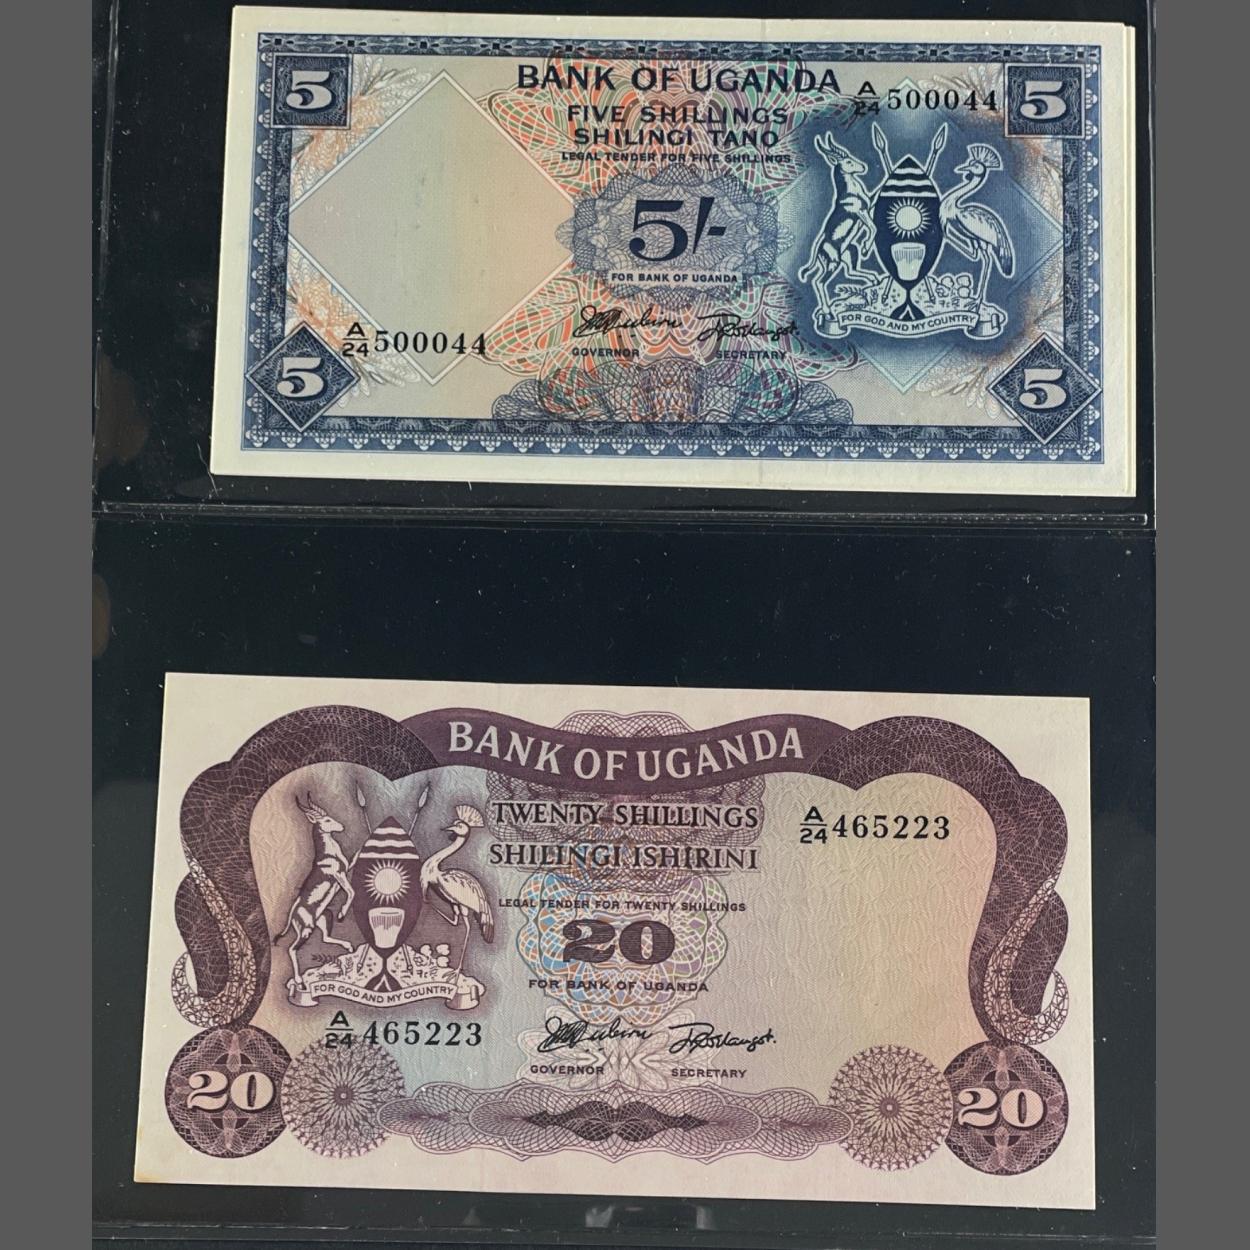 5
BANK OF UGANDA
A/24 500044
5
FIVE SHILLINGS
SHILINGI TANO
LEGAL TENDER FOR FIVE SHILLINGS
5/-
FOR BANK OF UGANDA
FOR GOD AND MY COUNTRY
A/24 500044
GOVERNOR
SECRETARY
5
5
BANK OF UGANDA
TWENTY SHILLINGS
A/24 465223
SHILINGI ISHIRINI
LEGAL TENDER FOR TWENTY SHILLINGS
20
FOR BANK OF UGANDA
FOR GOD AND MY COUNTRY
A/24 465223
GOVERNOR
SECRETARY
20
20